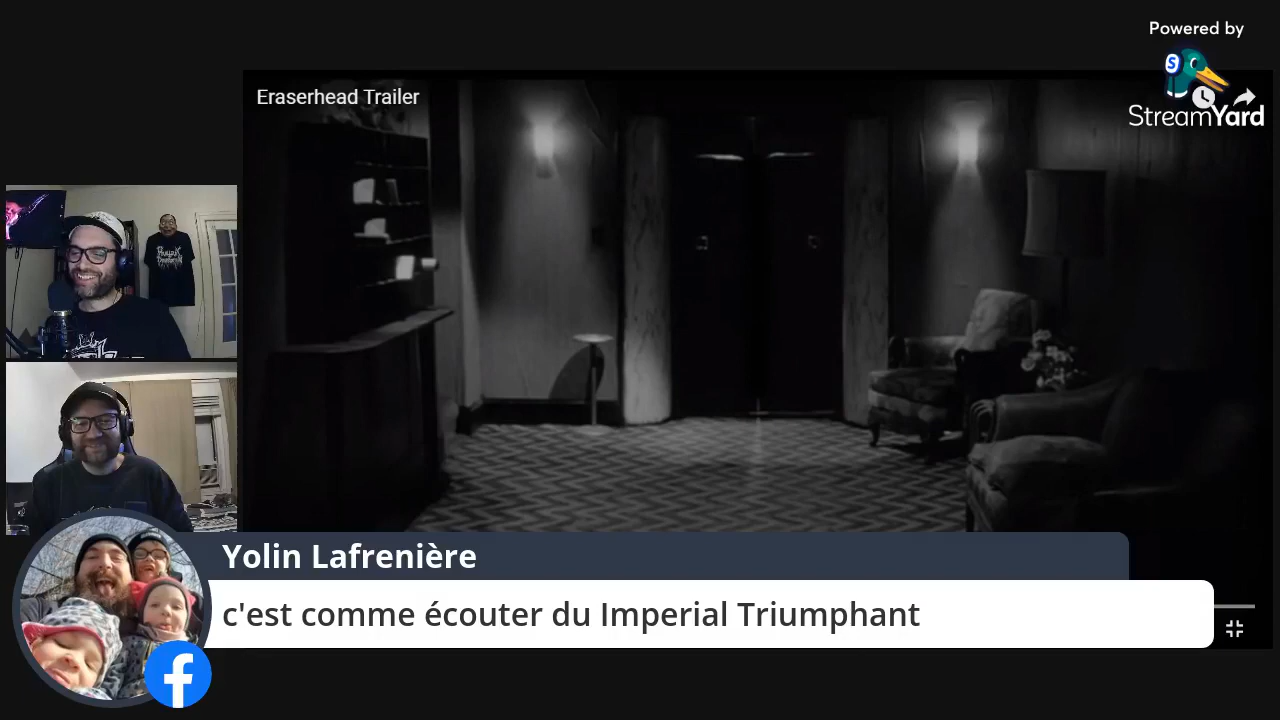 Powered by
StreamYard
Eraserhead Trailer
Yolin Lafrenière
c'est comme écouter du Imperial Triumphant